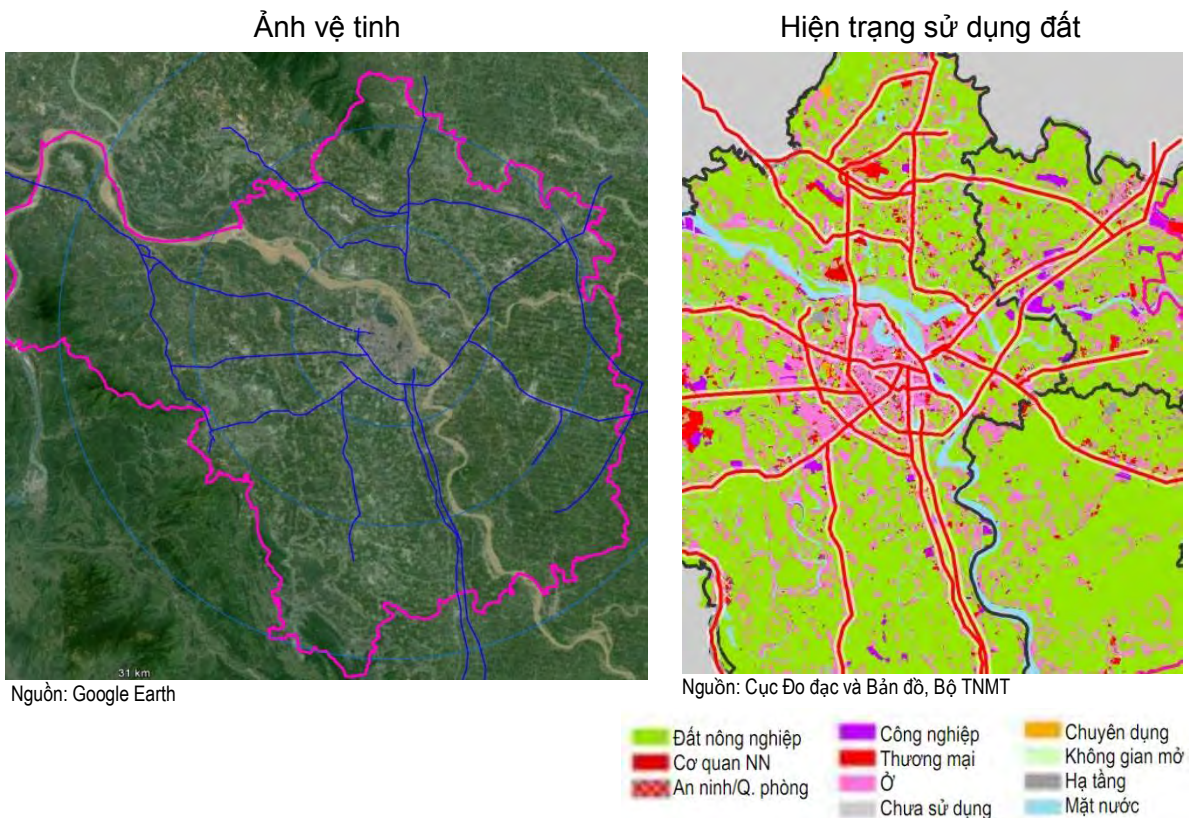 Ảnh vệ tinh
Hiện trạng sử dụng đất
31 km
Nguồn: Google Earth
Nguồn: Cục Đo đạc và Bản đồ, Bộ TNMT
Đất nông nghiệp
Cơ quan NN
An ninh/Q. phòng
Công nghiệp
Thương mại
Ở
Chưa sử dụng
Chuyên dụng
Không gian mở
Hạ tầng
Mặt nước